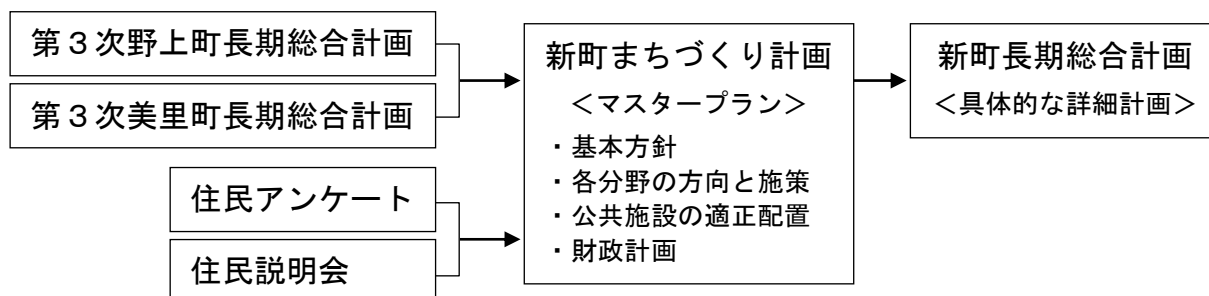 第３次野上町長期総合計画
第３次美里町長期総合計画
住民アンケート
住民説明会
新町まちづくり計画
＜マスタープラン＞
・基本方針
・各分野の方向と施策
・公共施設の適正配置
・財政計画
新町長期総合計画
＜具体的な詳細計画＞